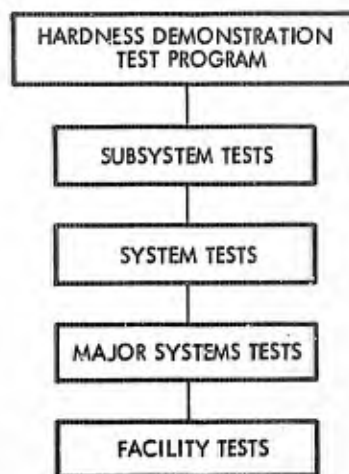 HARDNESS DEMONSTRATION
TEST PROGRAM
SUBSYSTEM TESTS
SYSTEM TESTS
MAJOR SYSTEMS TESTS
FACILITY TESTS